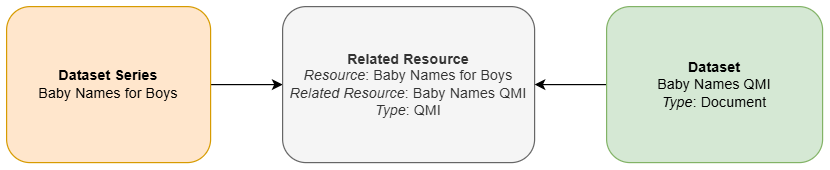 Dataset Series
Baby Names for Boys
Related Resource
Resource: Baby Names for Boys
Related Resource: Baby Names QMI
Type: QMI
Dataset
Baby Names QMI
Type: Document